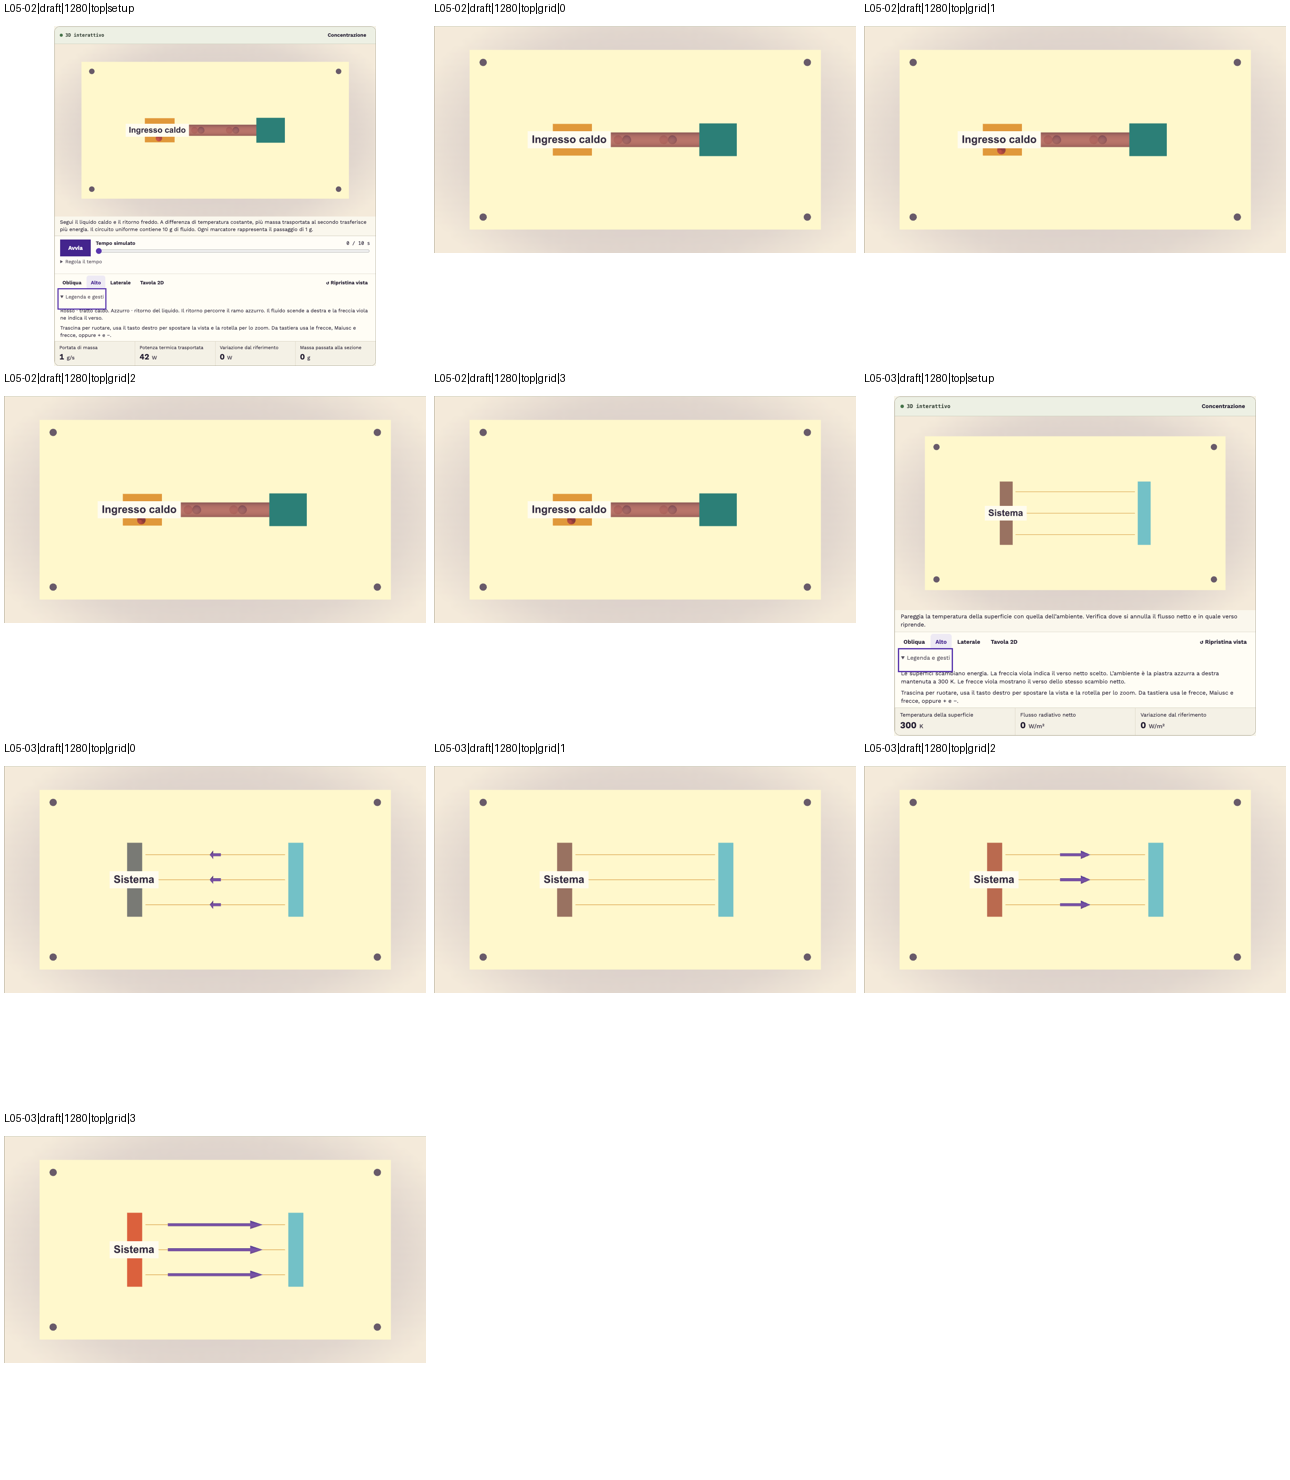 L05-02|draft|1280|top|setup
3D interattivo
Concentrazione
Ingresso caldo
Segui il liquido caldo e il ritorno freddo. A differenza di temperatura costante, più massa trasportata al secondo trasferisce
più energia. Il circuito uniforme contiene 10 g di fluido. Ogni marcatore rappresenta il passaggio di 1 g.
Avvia
Tempo simulato
0 / 10 s
▸ Regola il tempo
Obliqua Alto Laterale Tavola 2D
↺ Ripristina vista
▾ Legenda e gesti
Rosso · tratto caldo. Azzurro · ritorno del liquido. Il ritorno percorre il ramo azzurro. Il fluido scende a destra e la freccia viola
ne indica il verso.
Trascina per ruotare, usa il tasto destro per spostare la vista e la rotella per lo zoom. Da tastiera usa le frecce, Maiusc e
frecce, oppure + e −.
Portata di massa
1 g/s
Potenza termica trasportata
42 W
Variazione dal riferimento
0 W
Massa passata alla sezione
0 g
L05-02|draft|1280|top|grid|0
Ingresso caldo
L05-02|draft|1280|top|grid|1
Ingresso caldo
L05-02|draft|1280|top|grid|2
Ingresso caldo
L05-02|draft|1280|top|grid|3
Ingresso caldo
L05-03|draft|1280|top|setup
3D interattivo
Concentrazione
Sistema
Pareggia la temperatura della superficie con quella dell'ambiente. Verifica dove si annulla il flusso netto e in quale verso
riprende.
Obliqua Alto Laterale Tavola 2D
↺ Ripristina vista
▾ Legenda e gesti
Le superfici scambiano energia. La freccia viola indica il verso netto scelto. L'ambiente è la piastra azzurra a destra
mantenuta a 300 K. Le frecce viola mostrano il verso dello stesso scambio netto.
Trascina per ruotare, usa il tasto destro per spostare la vista e la rotella per lo zoom. Da tastiera usa le frecce, Maiusc e
frecce, oppure + e −.
Temperatura della superficie
300 K
Flusso radiativo netto
0 W/m²
Variazione dal riferimento
0 W/m²
L05-03|draft|1280|top|grid|0
Sistema
L05-03|draft|1280|top|grid|1
Sistema
L05-03|draft|1280|top|grid|2
Sistema
L05-03|draft|1280|top|grid|3
Sistema